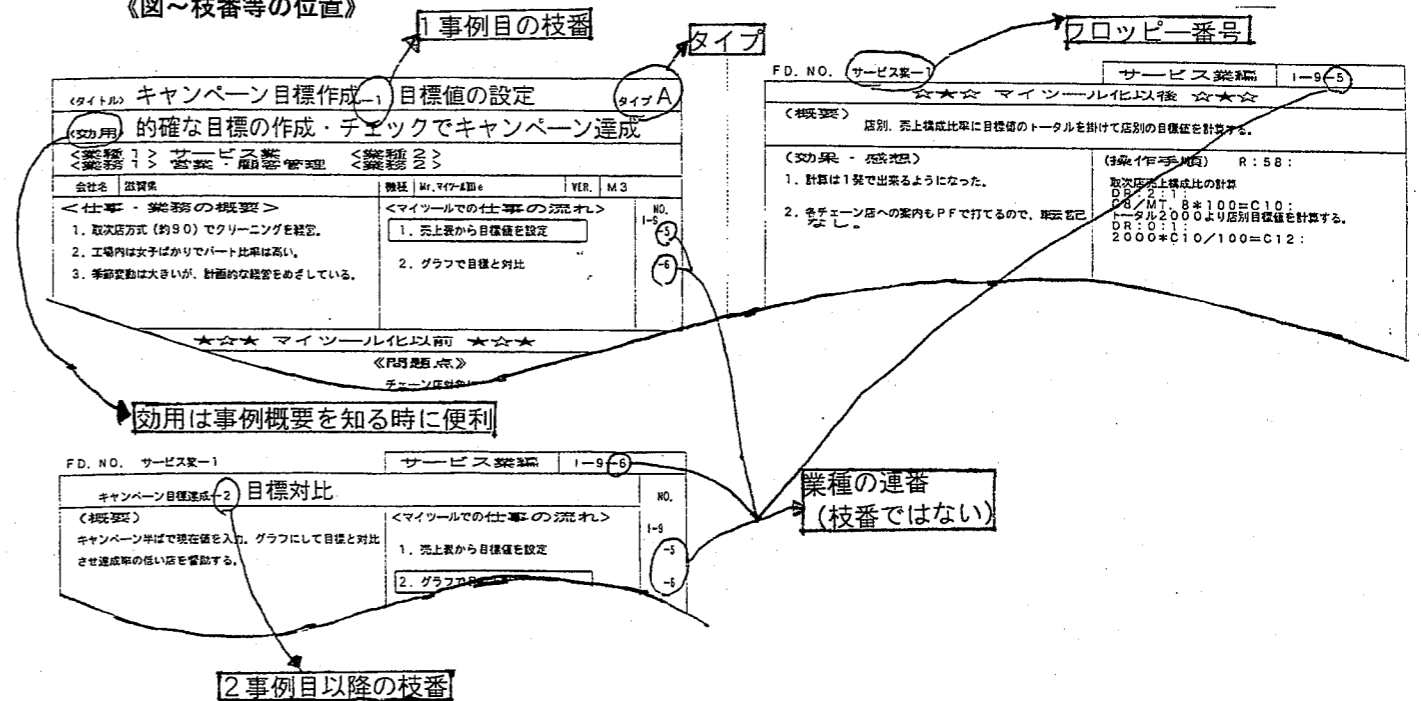 《図～枝番等の位置》
1事例目の枝番
タイプ
フロッピー番号
<タイトル> キャンペーン目標作成-1 目標値の設定 タイプA
<効用> 的確な目標の作成・チェックでキャンペーン達成
<業種1> サービス業 <業種2>
<業務1> 営業・顧客管理 <業務2>
会社名 滋賀県 機種 Mr.マイツールⅢe VER. M3
<仕事・業務の概要>
1. 取次店方式(約90)でクリーニングを経営。
2. 工場内は女子ばかりでパート比率は高い。
3. 季節変動は大きいが、計画的な経営をめざしている。
<マイツールでの仕事の流れ>
1. 売上表から目標値を設定
2. グラフで目標と対比
NO.
-5
-6
★☆★ マイツール化以前 ★☆★
《問題点》
FD. NO. サービス業-1 サービス業編 1-9-5
☆★☆ マイツール化以後 ☆★☆
(概要)
店別、売上構成比率に目標値のトータルを掛けて店別の目標値を計算する。
(効果・感想)
1. 計算は1発で出来るようになった。
2. 各チェーン店への案内もPFで打てるので、転記
なし。
(操作手順) R:58:
取次店売上構成比の計算
DR:2:1:
C8/MT.8*100=C10:
トータル2000より店別目標値を計算する。
DR:0:1:
2000*C10/100=C12:
効用は事例概要を知る時に便利
FD. NO. サービス業-1 サービス業編 1-9-6
キャンペーン目標達成-2 目標対比
(概要)
キャンペーン半ばで現在値を入力。グラフにして目標と対比
させ達成率の低い店を督励する。
<マイツールでの仕事の流れ>
1. 売上表から目標値を設定
2. グラフで
NO.
1-9
-5
-6
業種の連番
(枝番ではない)
2事例目以降の枝番